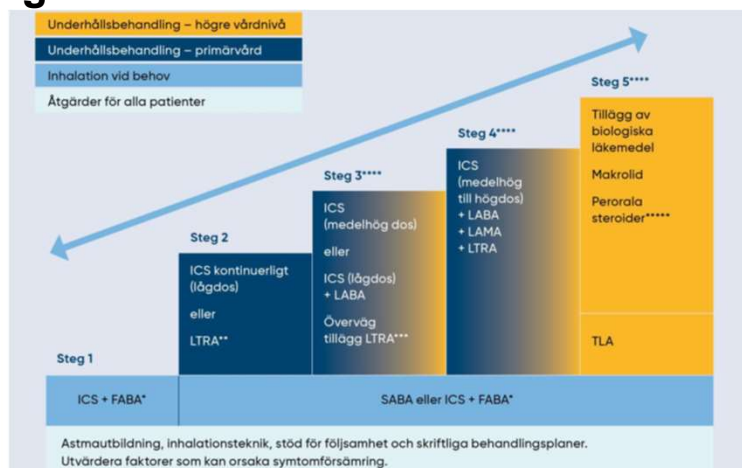 Underhållsbehandling – högre vårdnivå
Underhållsbehandling – primärvård
Inhalation vid behov
Åtgärder för alla patienter
Steg 1
ICS + FABA*
Steg 2
ICS kontinuerligt
(lågdos)
eller
LTRA**
Steg 3****
ICS
(medelhög dos)
eller
ICS (lågdos)
+ LABA
Överväg
tillägg LTRA***
Steg 4****
ICS
(medelhög
till högdos)
+ LABA
+ LAMA
+ LTRA
Steg 5****
Tillägg av
biologiska
läkemedel
Makrolid
Perorala
steroider*****
TLA
SABA eller ICS + FABA*
Astmautbildning, inhalationsteknik, stöd för följsamhet och skriftliga behandlingsplaner.
Utvärdera faktorer som kan orsaka symtomförsämring.